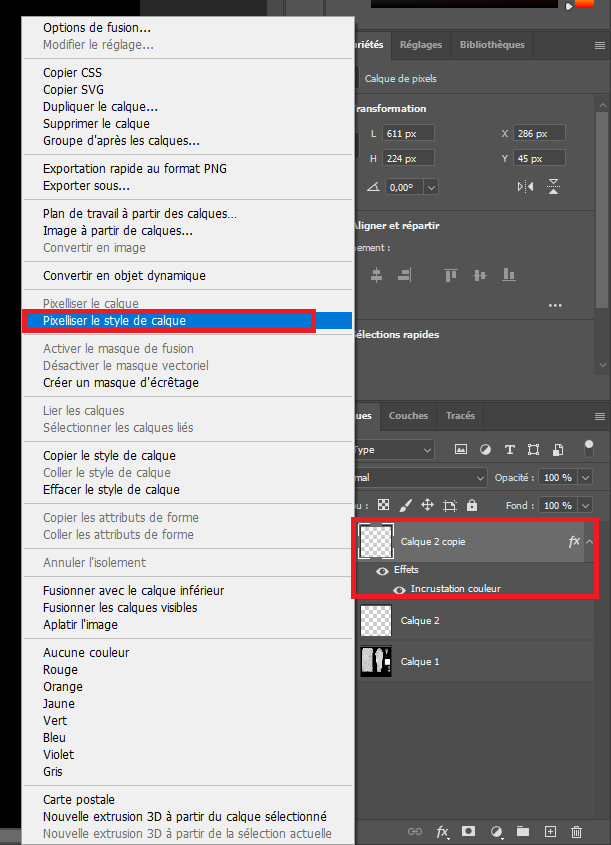 Options de fusion...
Modifier le réglage...
Copier CSS
Copier SVG
Dupliquer le calque...
Supprimer le calque
Groupe d'après les calques...
Exportation rapide au format PNG
Exporter sous...
Plan de travail à partir des calques...
Image à partir de calques...
Convertir en image
Convertir en objet dynamique
Pixelliser le calque
Pixelliser le style de calque
Activer le masque de fusion
Désactiver le masque vectoriel
Créer un masque d'écrêtage
Lier les calques
Sélectionner les calques liés
Copier le style de calque
Coller le style de calque
Effacer le style de calque
Copier les attributs de forme
Coller les attributs de forme
Annuler l'isolement
Fusionner avec le calque inférieur
Fusionner les calques visibles
Aplatir l'image
Aucune couleur
Rouge
Orange
Jaune
Vert
Bleu
Violet
Gris
Carte postale
Nouvelle extrusion 3D à partir du calque sélectionné
Nouvelle extrusion 3D à partir de la sélection actuelle
riétés Réglages Bibliothèques
Calque de pixels
Transformation
L 611 px X 286 px
H 224 px Y 45 px
0,00°
Aligner et répartir
nement :
Sélections rapides
ques Couches Tracés
Type
mal Opacité : 100 %
u : Fond : 100 %
Calque 2 copie fx
Effets
Incrustation couleur
Calque 2
Calque 1
fx